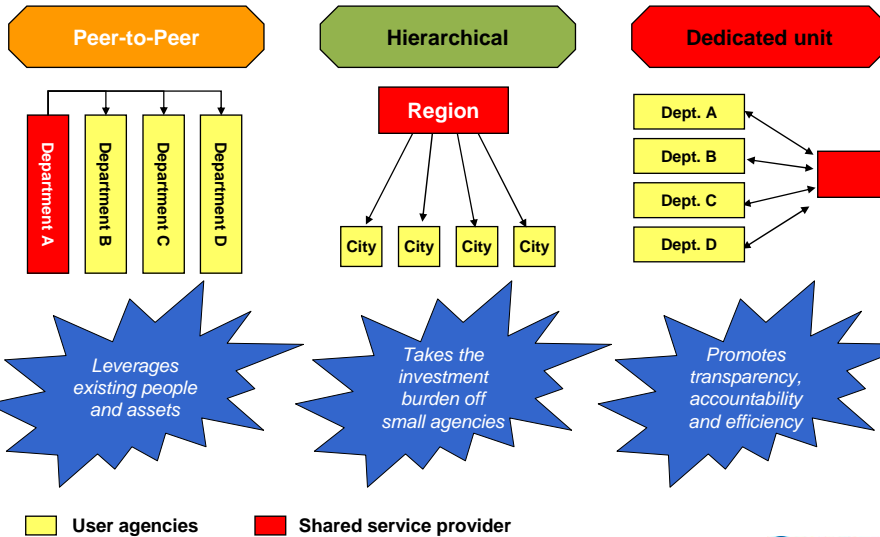 Peer-to-Peer
Hierarchical
Dedicated unit
Department A
Department B
Department C
Department D
Region
City
City
City
City
Dept. A
Dept. B
Dept. C
Dept. D
Leverages
existing people
and assets
Takes the
investment
burden off
small agencies
Promotes
transparency,
accountability
and efficiency
User agencies
Shared service provider